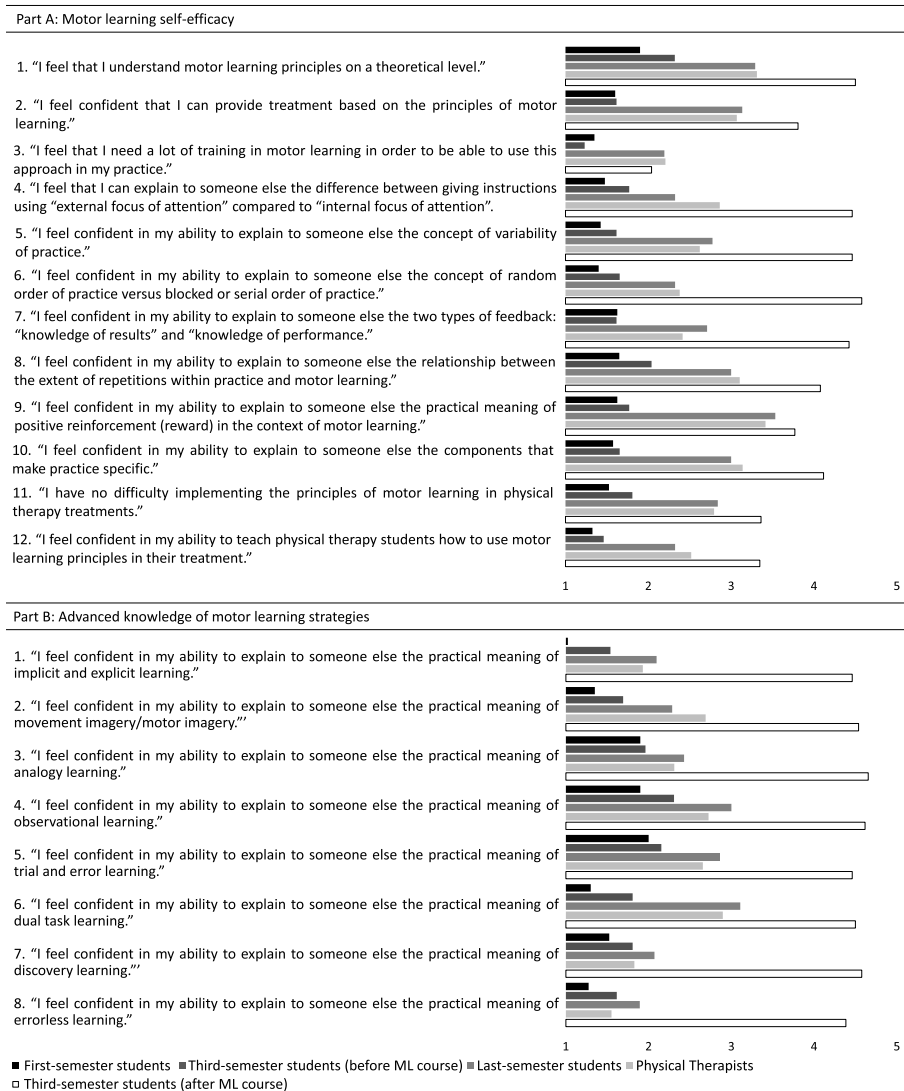 Part A: Motor learning self-efficacy
1. “I feel that I understand motor learning principles on a theoretical level.”
2. “I feel confident that I can provide treatment based on the principles of motor
learning.”
3. “I feel that I need a lot of training in motor learning in order to be able to use this
approach in my practice.”
4. “I feel that I can explain to someone else the difference between giving instructions
using “external focus of attention” compared to “internal focus of attention”.
5. “I feel confident in my ability to explain to someone else the concept of variability
of practice.”
6. “I feel confident in my ability to explain to someone else the concept of random
order of practice versus blocked or serial order of practice.”
7. “I feel confident in my ability to explain to someone else the two types of feedback:
“knowledge of results” and “knowledge of performance.”
8. “I feel confident in my ability to explain to someone else the relationship between
the extent of repetitions within practice and motor learning.”
9. “I feel confident in my ability to explain to someone else the practical meaning of
positive reinforcement (reward) in the context of motor learning.”
10. “I feel confident in my ability to explain to someone else the components that
make practice specific.”
11. “I have no difficulty implementing the principles of motor learning in physical
therapy treatments.”
12. “I feel confident in my ability to teach physical therapy students how to use motor
learning principles in their treatment.”
1 2 3 4 5
Part B: Advanced knowledge of motor learning strategies
1. “I feel confident in my ability to explain to someone else the practical meaning of
implicit and explicit learning.”
2. “I feel confident in my ability to explain to someone else the practical meaning of
movement imagery/motor imagery.”’
3. “I feel confident in my ability to explain to someone else the practical meaning of
analogy learning.”
4. “I feel confident in my ability to explain to someone else the practical meaning of
observational learning.”
5. “I feel confident in my ability to explain to someone else the practical meaning of
trial and error learning.”
6. “I feel confident in my ability to explain to someone else the practical meaning of
dual task learning.”
7. “I feel confident in my ability to explain to someone else the practical meaning of
discovery learning.”’
8. “I feel confident in my ability to explain to someone else the practical meaning of
errorless learning.”
1 2 3 4 5
First-semester students Third-semester students (before ML course) Last-semester students Physical Therapists
Third-semester students (after ML course)